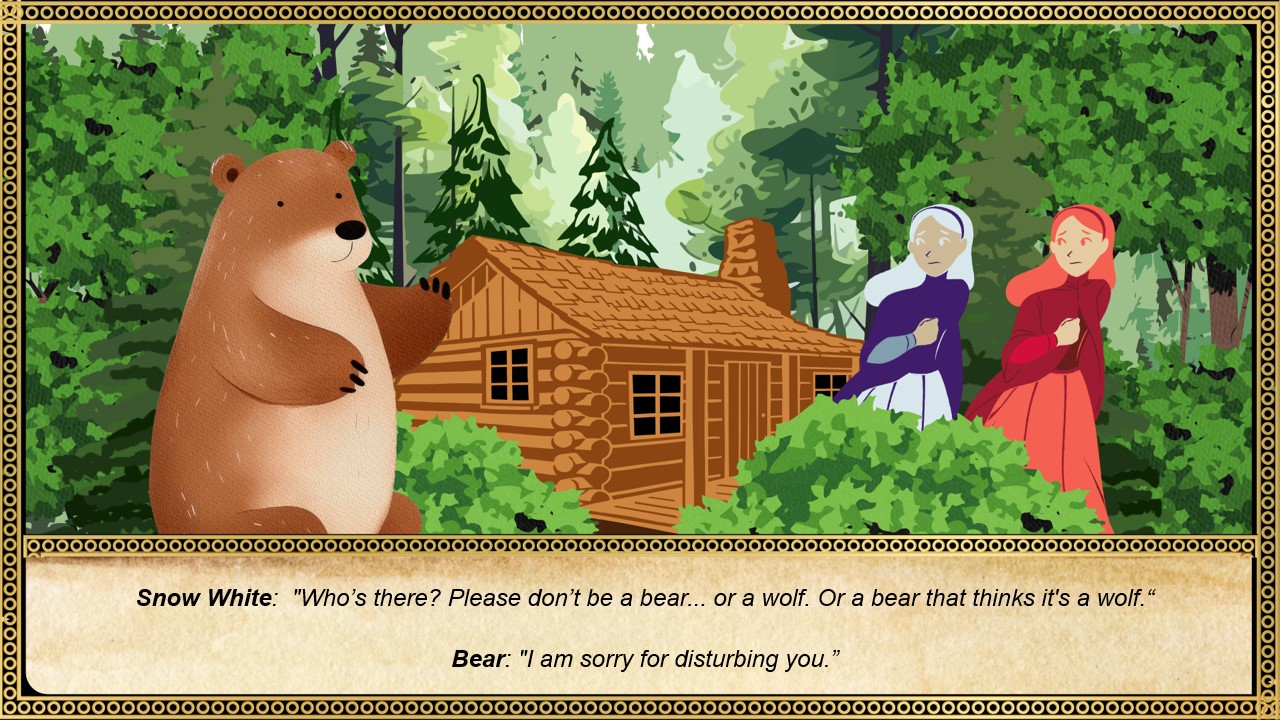 Snow White:  "Who’s there? Please don’t be a bear... or a wolf. Or a bear that thinks it's a wolf.“
Bear: "I am sorry for disturbing you.”